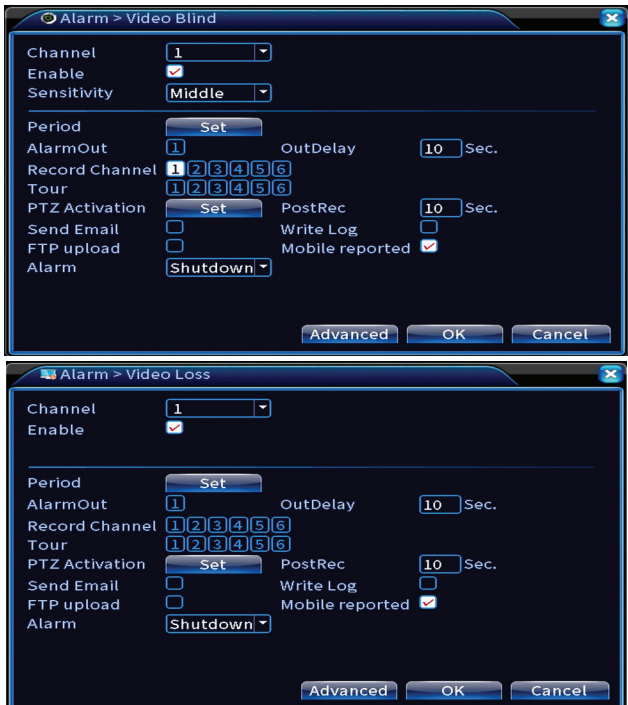 Alarm > Video Blind
Channel 1
Enable
Sensitivity Middle
Period Set
AlarmOut 1 OutDelay 10 Sec.
Record Channel 1 2 3 4 5 6
Tour 1 2 3 4 5 6
PTZ Activation Set PostRec 10 Sec.
Send Email Write Log
FTP upload Mobile reported
Alarm Shutdown
Advanced OK Cancel
Alarm > Video Loss
Channel 1
Enable
Period Set
AlarmOut 1 OutDelay 10 Sec.
Record Channel 1 2 3 4 5 6
Tour 1 2 3 4 5 6
PTZ Activation Set PostRec 10 Sec.
Send Email Write Log
FTP upload Mobile reported
Alarm Shutdown
Advanced OK Cancel